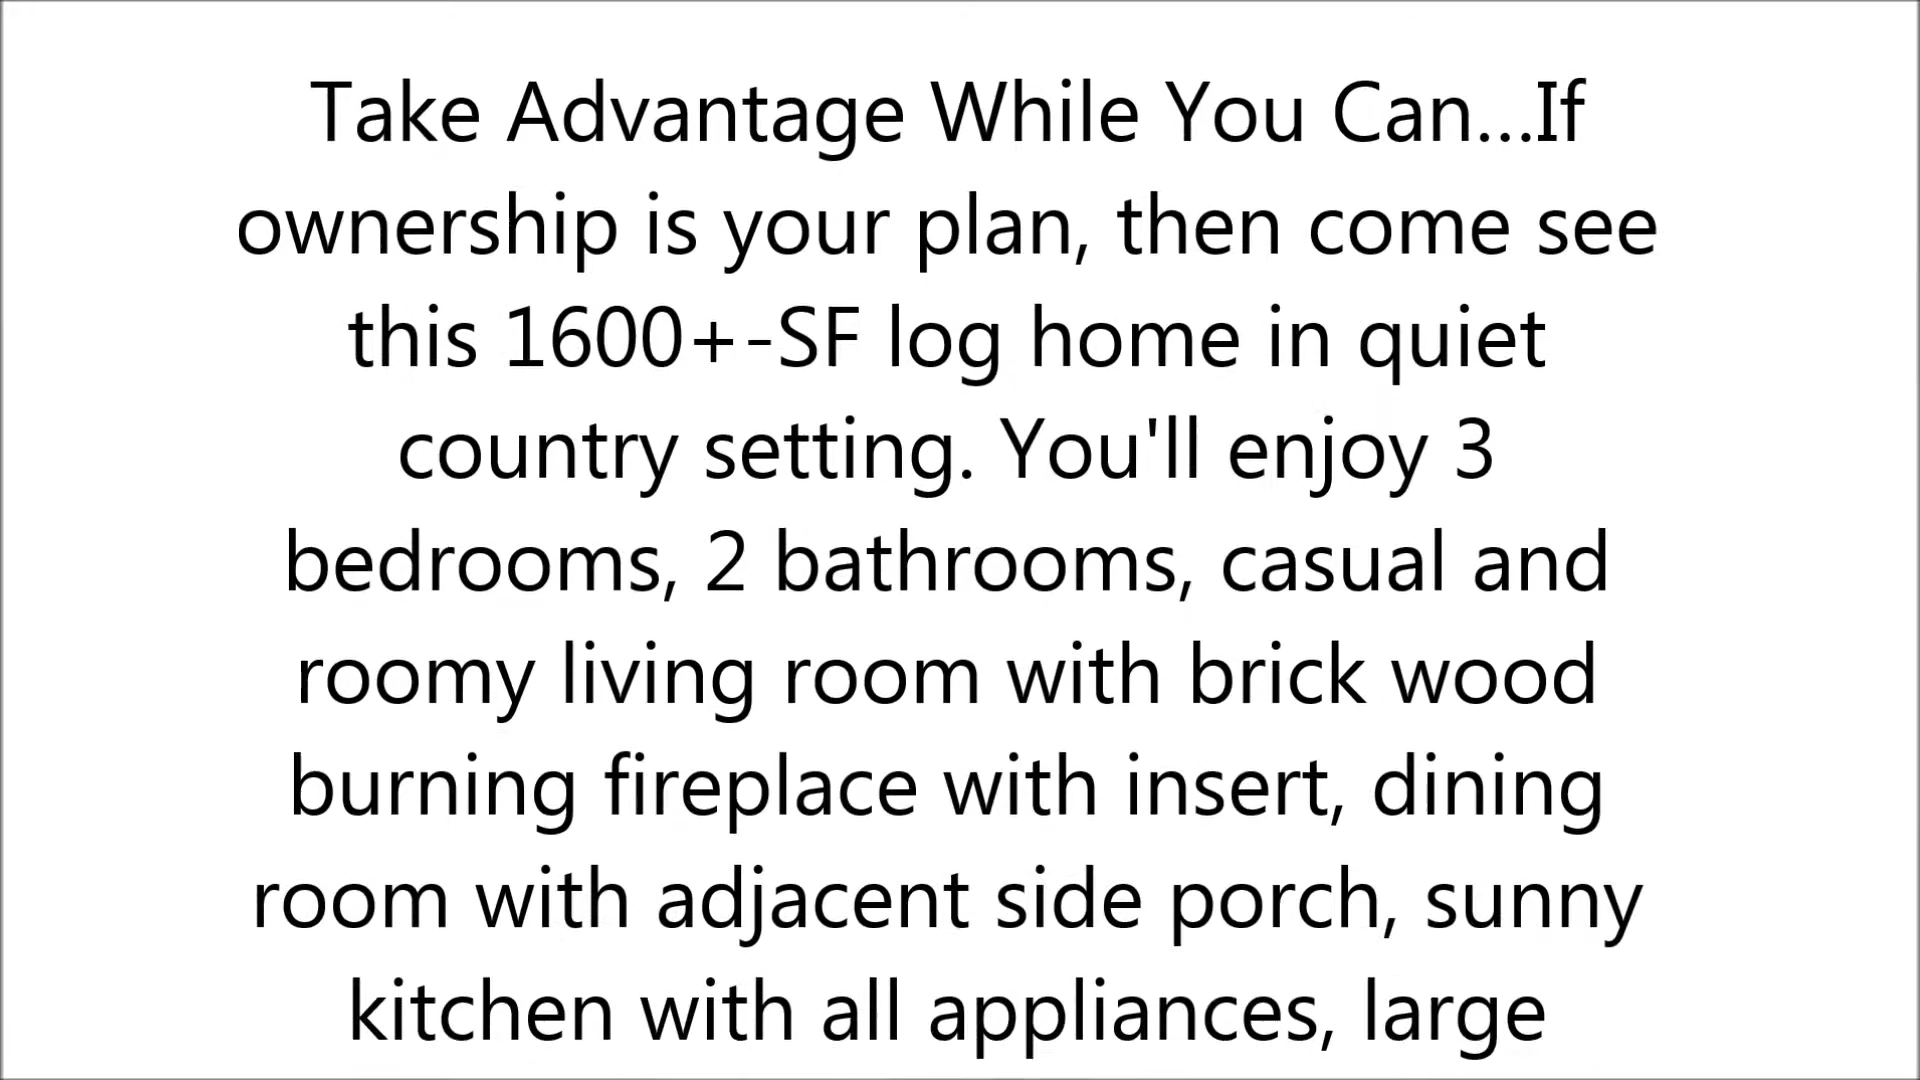 Take Advantage While You Can...If
ownership is your plan, then come see
this 1600+-SF log home in quiet
country setting. You'll enjoy 3
bedrooms, 2 bathrooms, casual and
roomy living room with brick wood
burning fireplace with insert, dining
room with adjacent side porch, sunny
kitchen with all appliances, large